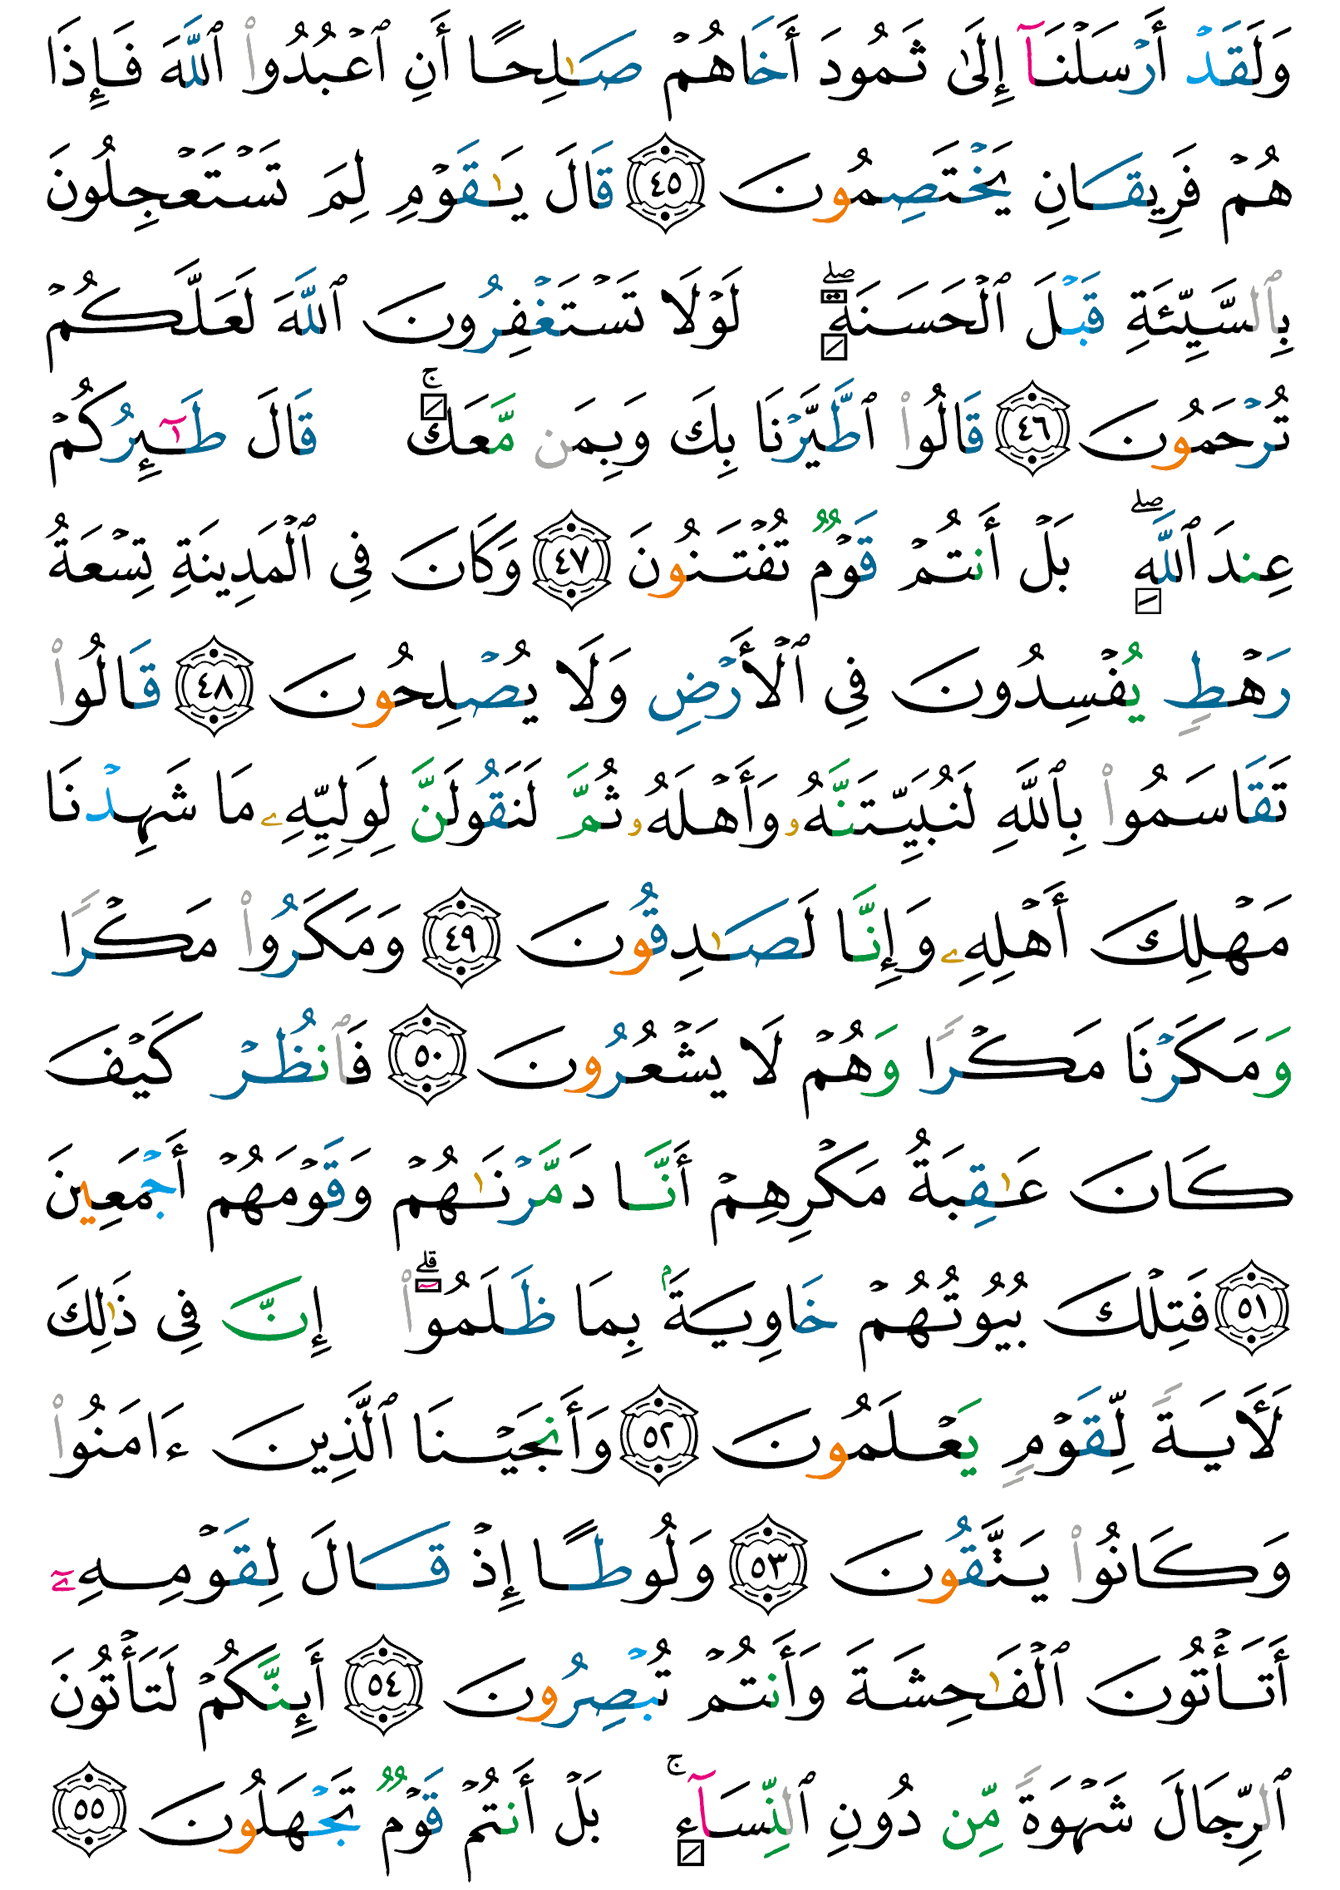 وَلَقَدْ أَرْسَلْنَآ إِلَىٰ ثَمُودَ أَخَاهُمْ صَـٰلِحًا أَنِ ٱعْبُدُوا۟ ٱللَّهَ فَإِذَا
هُمْ فَرِيقَانِ يَخْتَصِمُونَ ٤٥ قَالَ يَـٰقَوْمِ لِمَ تَسْتَعْجِلُونَ
بِٱلسَّيِّئَةِ قَبْلَ ٱلْحَسَنَةِ ۖ لَوْلَا تَسْتَغْفِرُونَ ٱللَّهَ لَعَلَّكُمْ
تُرْحَمُونَ ٤٦ قَالُوا۟ ٱطَّيَّرْنَا بِكَ وَبِمَن مَّعَكَ ۚ قَالَ طَـٰٓئِرُكُمْ
عِندَ ٱللَّهِ ۖ بَلْ أَنتُمْ قَوْمٌ تُفْتَنُونَ ٤٧ وَكَانَ فِى ٱلْمَدِينَةِ تِسْعَةُ
رَهْطٍ يُفْسِدُونَ فِى ٱلْأَرْضِ وَلَا يُصْلِحُونَ ٤٨ قَالُوا۟
تَقَاسَمُوا۟ بِٱللَّهِ لَنُبَيِّتَنَّهُۥ وَأَهْلَهُۥ ثُمَّ لَنَقُولَنَّ لِوَلِيِّهِۦ مَا شَهِدْنَا
مَهْلِكَ أَهْلِهِۦ وَإِنَّا لَصَـٰدِقُونَ ٤٩ وَمَكَرُوا۟ مَكْرًا
وَمَكَرْنَا مَكْرًا وَهُمْ لَا يَشْعُرُونَ ٥٠ فَٱنظُرْ كَيْفَ
كَانَ عَـٰقِبَةُ مَكْرِهِمْ أَنَّا دَمَّرْنَـٰهُمْ وَقَوْمَهُمْ أَجْمَعِينَ
٥١ فَتِلْكَ بُيُوتُهُمْ خَاوِيَةًۢ بِمَا ظَلَمُوٓا۟ ۗ إِنَّ فِى ذَٰلِكَ
لَـَٔايَةً لِّقَوْمٍ يَعْلَمُونَ ٥٢ وَأَنجَيْنَا ٱلَّذِينَ ءَامَنُوا۟
وَكَانُوا۟ يَتَّقُونَ ٥٣ وَلُوطًا إِذْ قَالَ لِقَوْمِهِۦٓ
أَتَأْتُونَ ٱلْفَـٰحِشَةَ وَأَنتُمْ تُبْصِرُونَ ٥٤ أَئِنَّكُمْ لَتَأْتُونَ
ٱلرِّجَالَ شَهْوَةً مِّن دُونِ ٱلنِّسَآءِ ۚ بَلْ أَنتُمْ قَوْمٌ تَجْهَلُونَ ٥٥